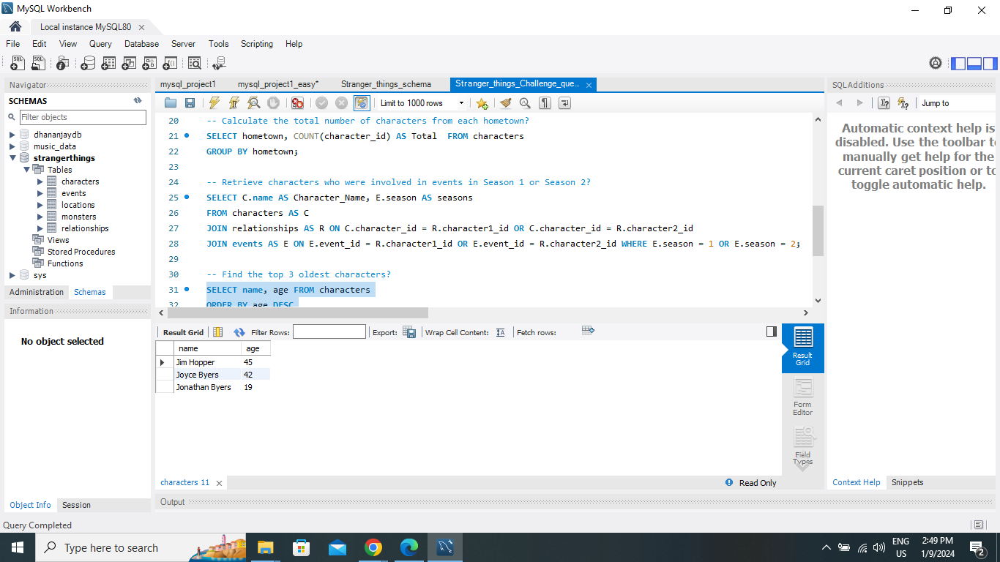 MySQL Workbench
Local instance MySQL80
File Edit View Query Database Server Tools Scripting Help
Navigator
SCHEMAS
Filter objects
dhananjaydb
music_data
strangerthings
Tables
characters
events
locations
monsters
relationships
Views
Stored Procedures
Functions
sys
Administration Schemas
Information
No object selected
Object Info Session
mysql_project1 mysql_project1_easy* Stranger_things_schema Stranger_things_Challenge_que...
Limit to 1000 rows
20 -- Calculate the total number of characters from each hometown?
21 SELECT hometown, COUNT(character_id) AS Total  FROM characters
22 GROUP BY hometown;
23
24 -- Retrieve characters who were involved in events in Season 1 or Season 2?
25 SELECT C.name AS Character_Name, E.season AS seasons
26 FROM characters AS C
27 JOIN relationships AS R ON C.character_id = R.character1_id OR C.character_id = R.character2_id
28 JOIN events AS E ON E.event_id = R.character1_id OR E.event_id = R.character2_id WHERE E.season = 1 OR E.season = 2;
29
30 -- Find the top 3 oldest characters?
31 SELECT name, age FROM characters
32 ORDER BY age DESC
Result Grid Filter Rows: Export: Wrap Cell Content: Fetch rows:
name age
Jim Hopper 45
Joyce Byers 42
Jonathan Byers 19
Result Grid
Form Editor
Field Types
characters 11
Read Only
Output
SQLAdditions
Jump to
Automatic context help is
disabled. Use the toolbar to
manually get help for the
current caret position or to
toggle automatic help.
Context Help Snippets
Query Completed
Type here to search
ENG
US
2:49 PM
1/9/2024
2